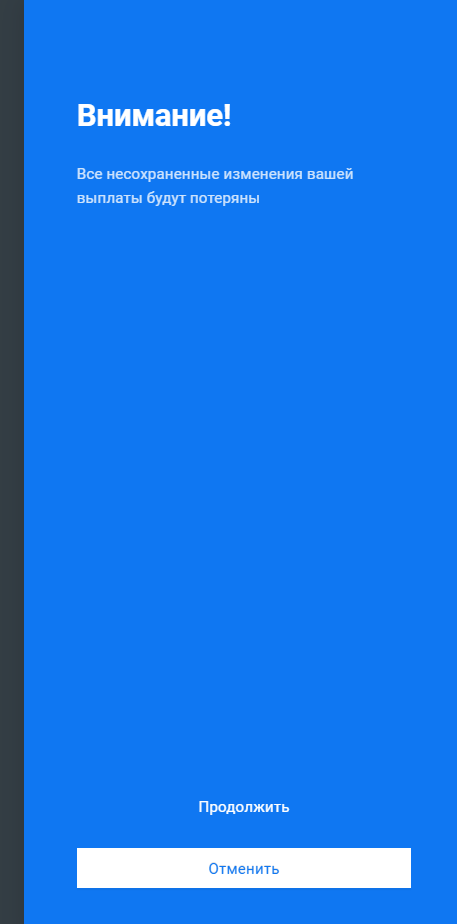 Внимание!
Все несохраненные изменения вашей
выплаты будут потеряны
Продолжить
Отменить